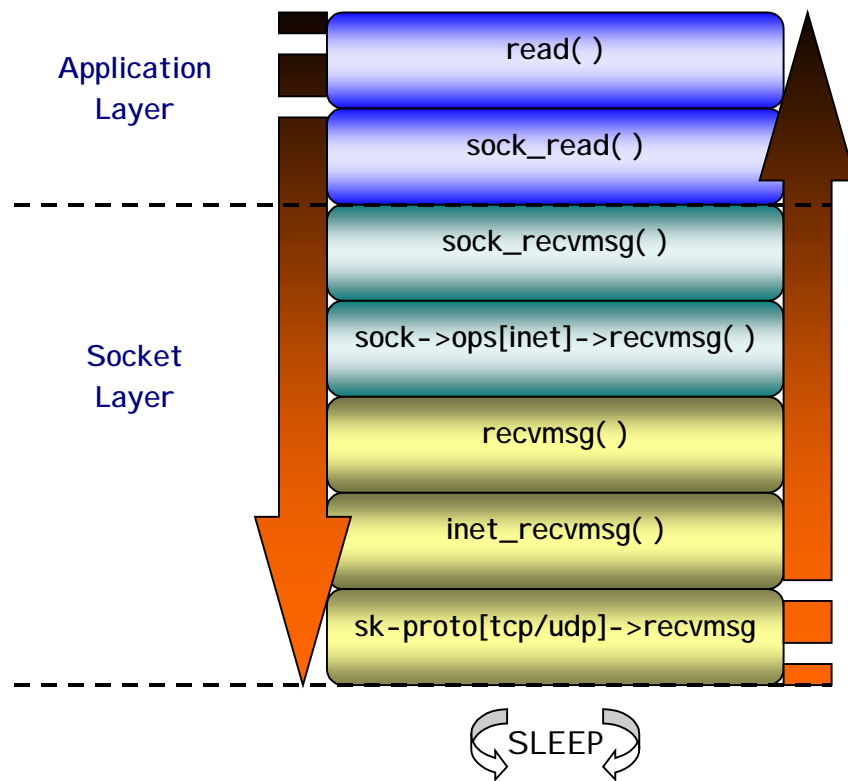 Application
Layer
read( )
sock_read( )
Socket
Layer
sock_recvmsg( )
sock->ops[inet]->recvmsg( )
recvmsg( )
inet_recvmsg( )
sk-proto[tcp/udp]->recvmsg
SLEEP